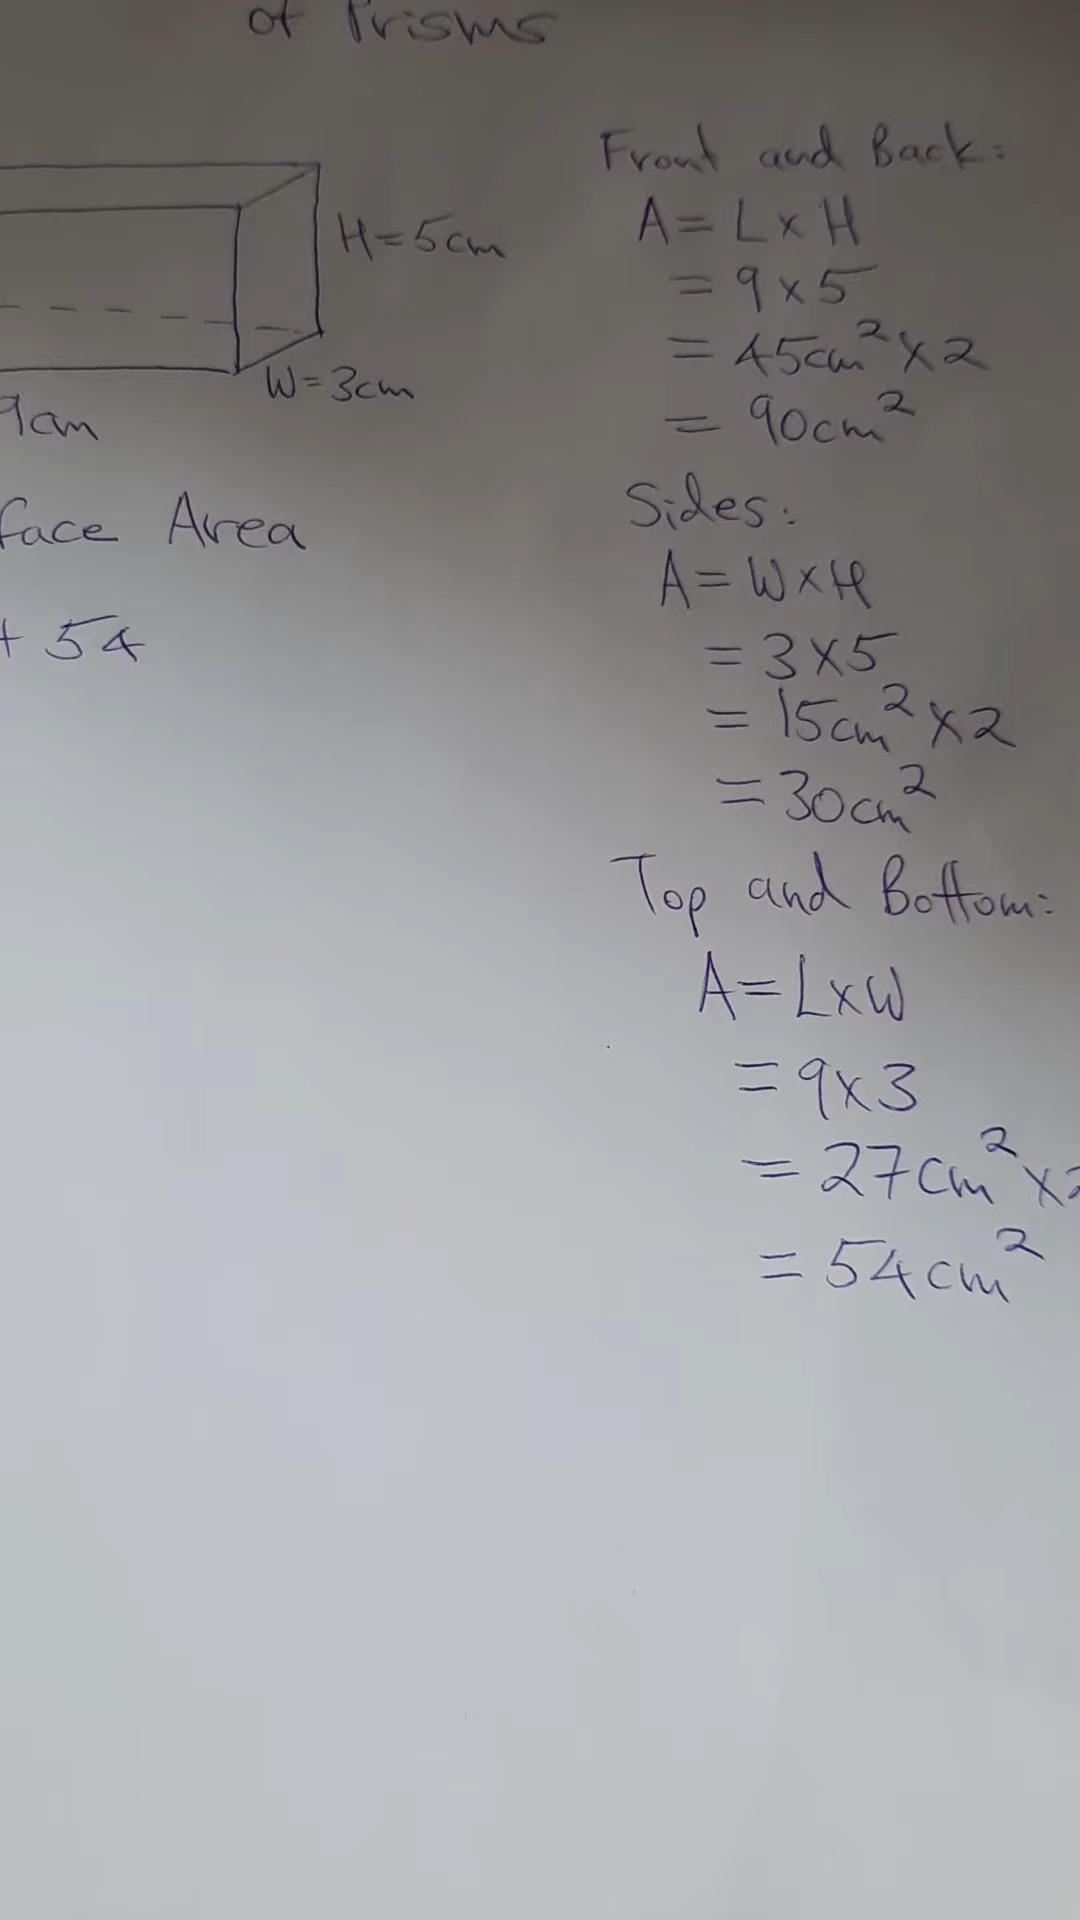 of Prisms
H=5cm
W=3cm
9cm
face Area
+ 54
Front and Back:
A=L×H
=9×5
=45cm²×2
=90cm²
Sides:
A=W×H
=3×5
=15cm²×2
=30cm²
Top and Bottom:
A=L×W
=9×3
=27cm²×2
=54cm²